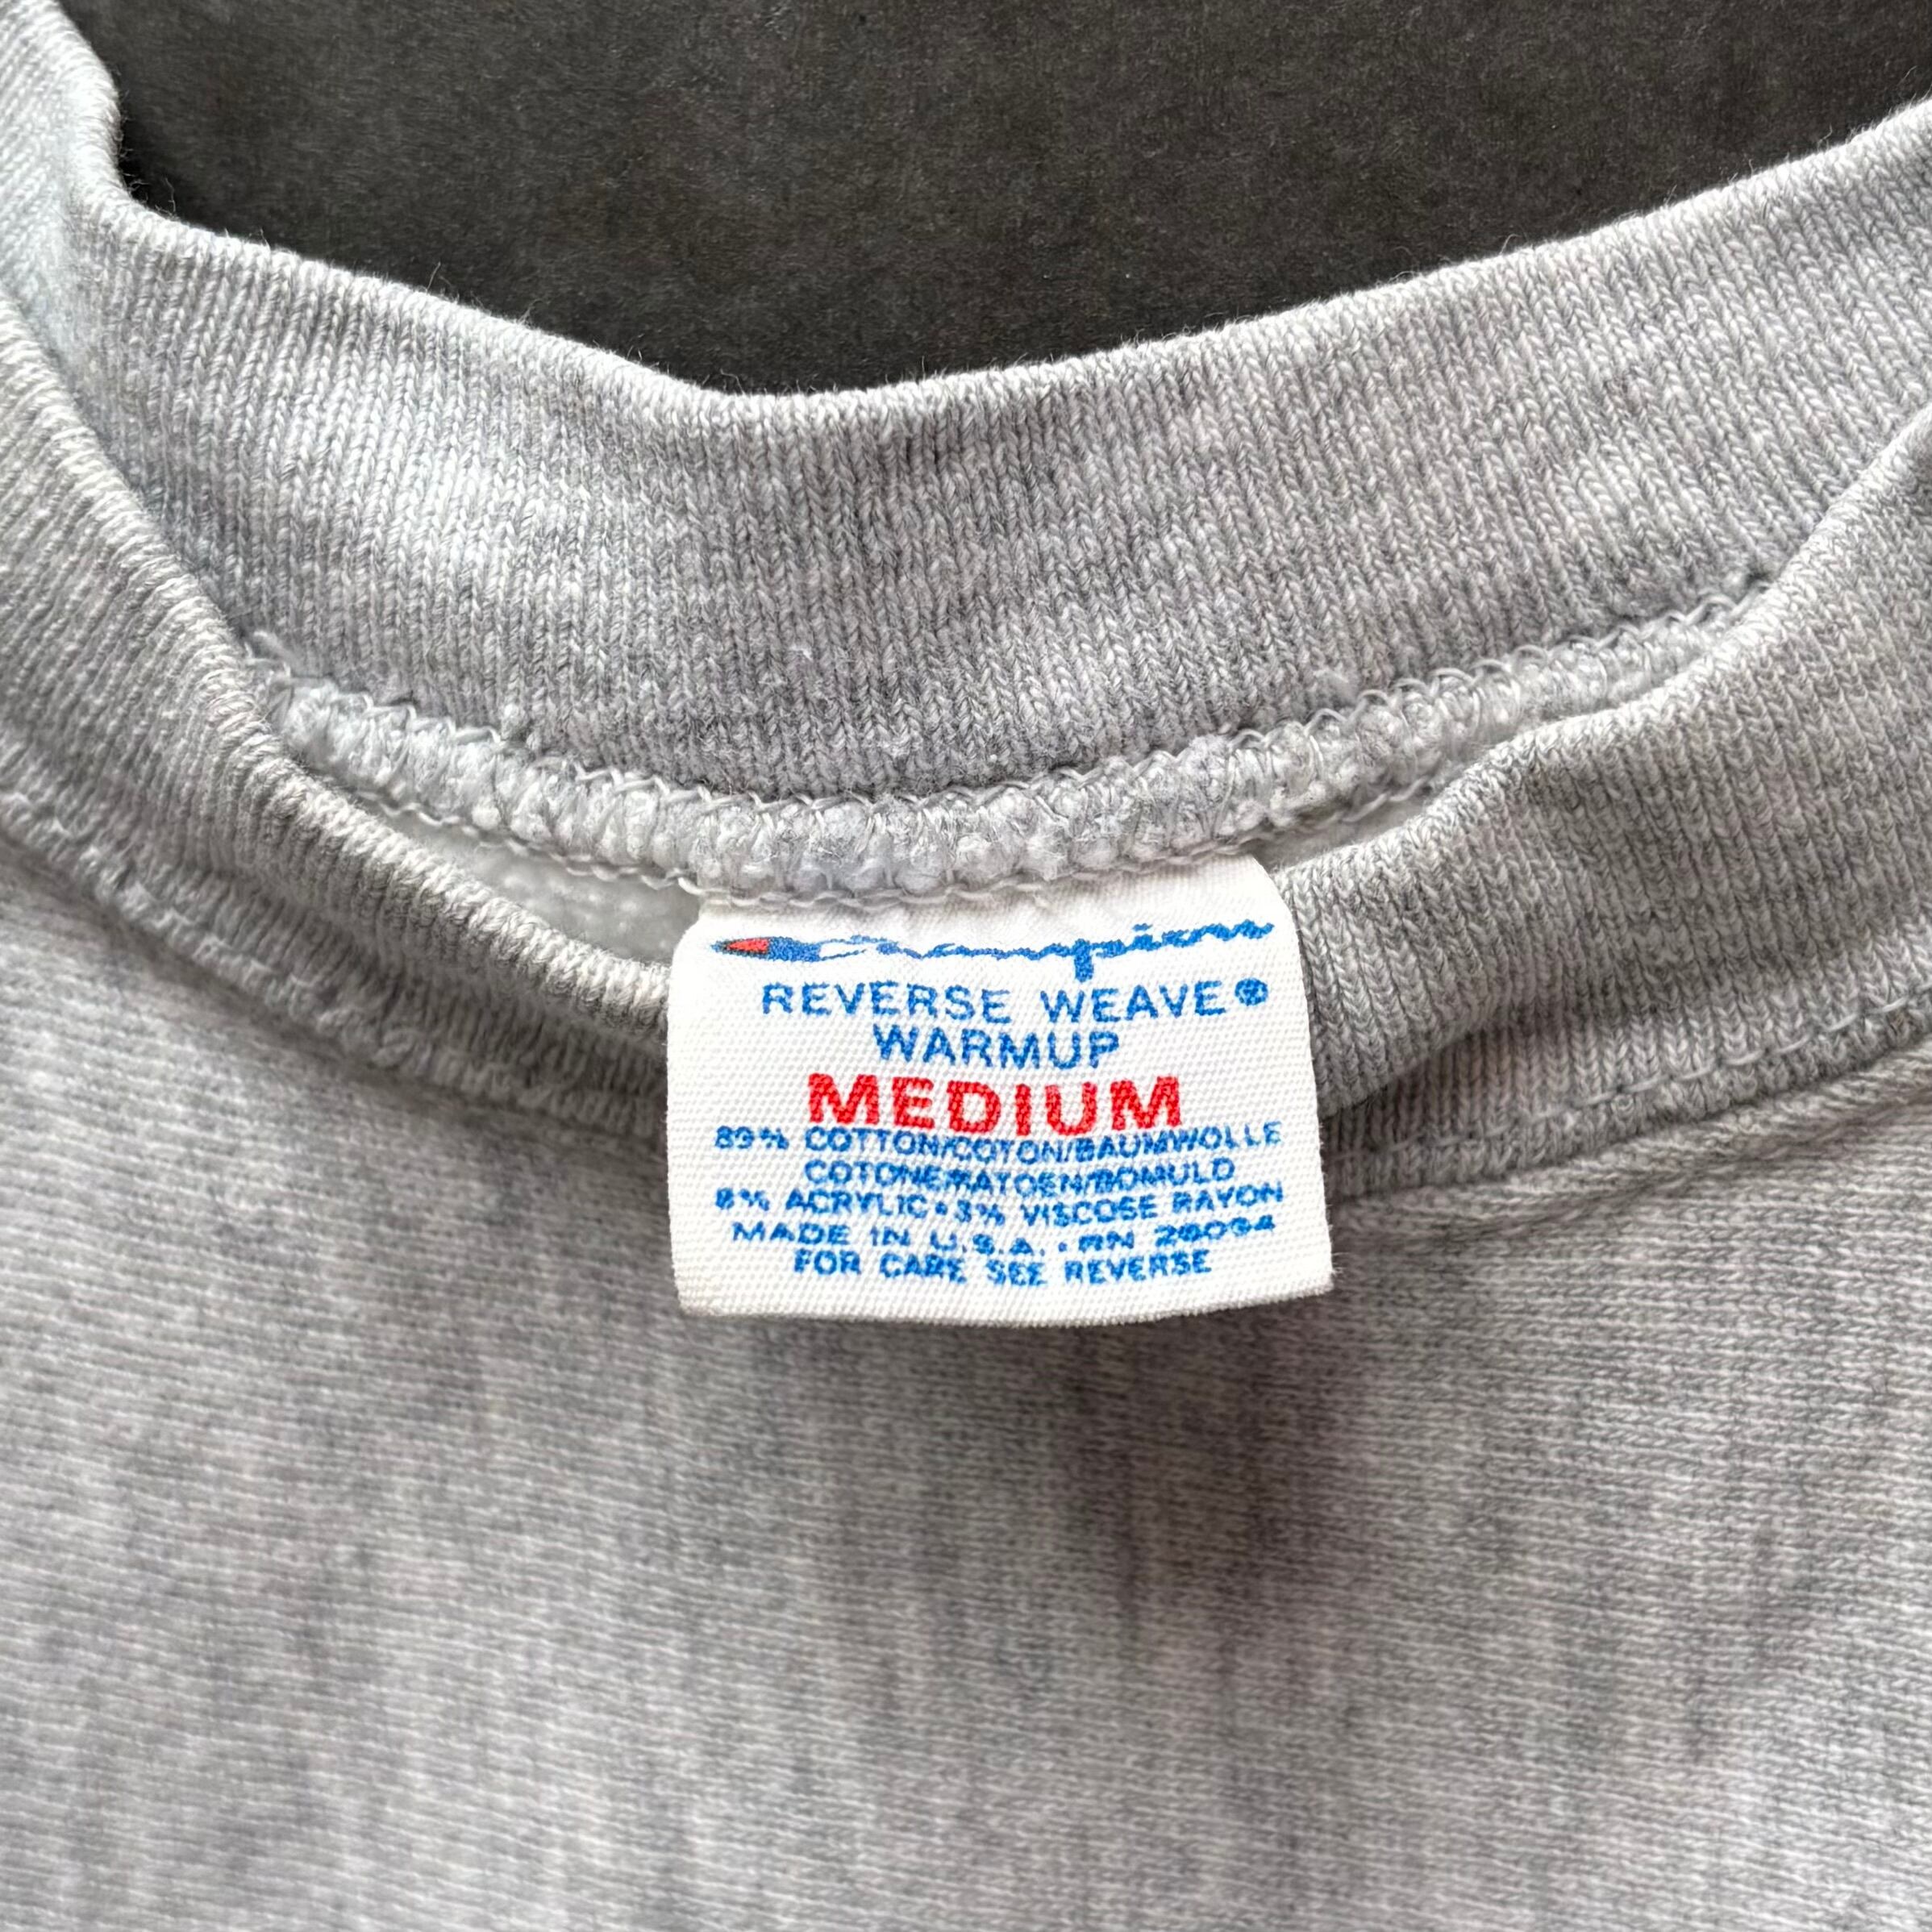 Champion
REVERSE WEAVE®
WARMUP
MEDIUM
89% COTTON/COTON/BAUMWOLLE
COTONE/KATOEN/BOMULD
8% ACRYLIC • 3% VISCOSE RAYON
MADE IN U.S.A. • RN 26094
FOR CARE SEE REVERSE